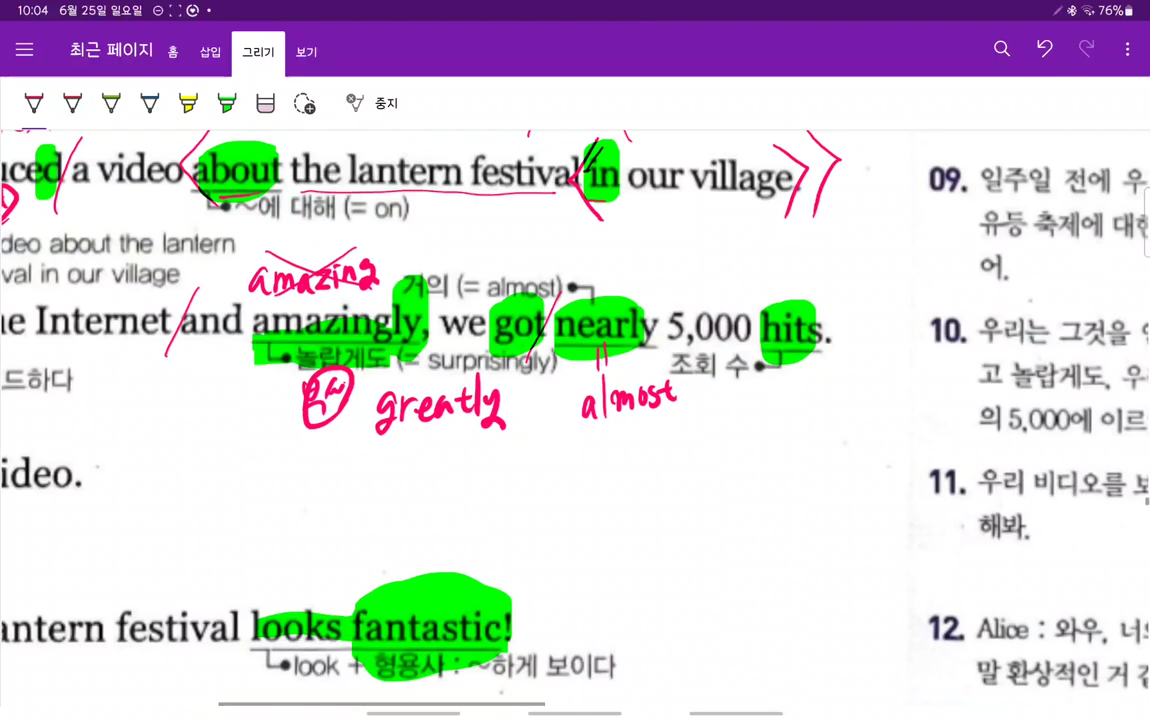 10:04 6월 25일 일요일 76%
최근 페이지 홈 삽입 그리기 보기
중지
uced a video about the lantern festival in our village.
~에 대해 (= on)
deo about the lantern
val in our village
amazing
거의 (= almost)
e Internet and amazingly, we got nearly 5,000 hits.
놀랍게도 (= surprisingly)
조회 수
드하다
greatly
almost
ideo.
antern festival looks fantastic!
look + 형용사 : ~하게 보이다
09. 일주일 전에 우
유등 축제에 대한
어.
10. 우리는 그것을 인
고 놀랍게도, 우
의 5,000에 이르
11. 우리 비디오를 보
해봐.
12. Alice : 와우, 너
말 환상적인 거 같